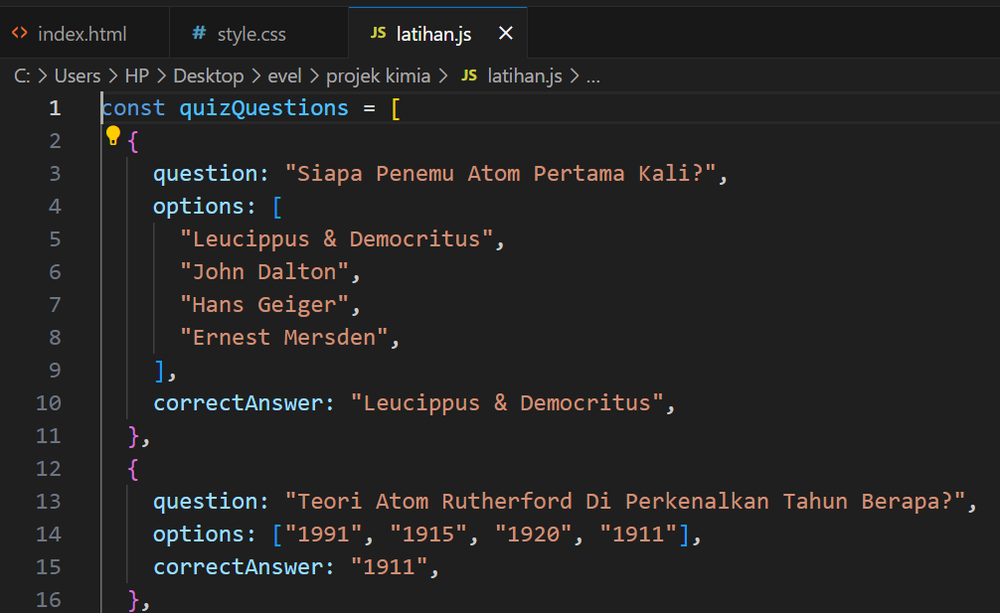 <> index.html # style.css JS latihan.js ×
C: > Users > HP > Desktop > evel > projek kimia > JS latihan.js > ...
1 const quizQuestions = [
2 {
3 question: "Siapa Penemu Atom Pertama Kali?",
4 options: [
5 "Leucippus & Democritus",
6 "John Dalton",
7 "Hans Geiger",
8 "Ernest Mersden",
9 ],
10 correctAnswer: "Leucippus & Democritus",
11 },
12 {
13 question: "Teori Atom Rutherford Di Perkenalkan Tahun Berapa?",
14 options: ["1991", "1915", "1920", "1911"],
15 correctAnswer: "1911",
16 },